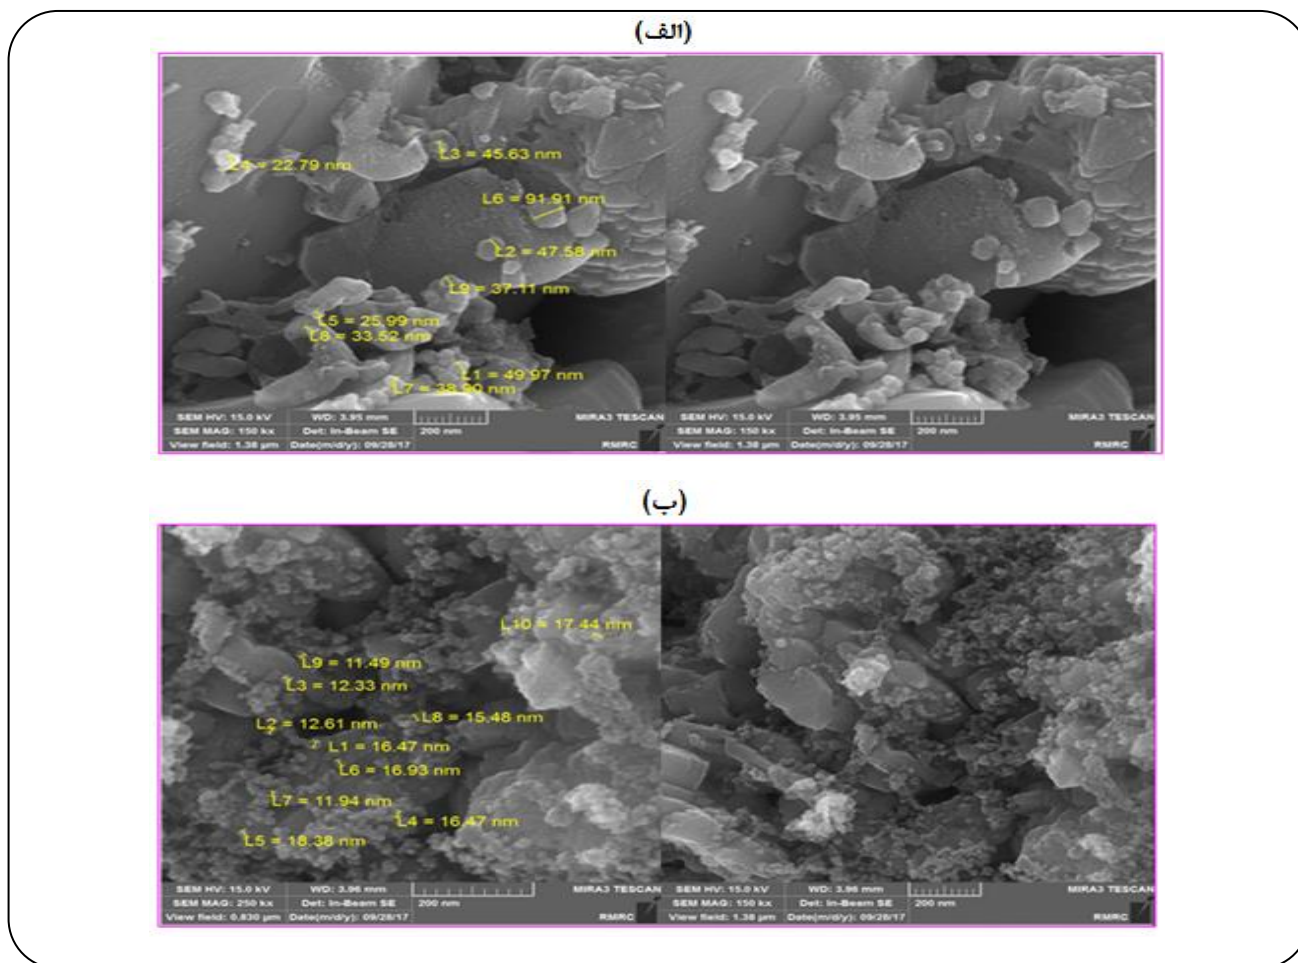 (الف)
L4 = 22.79 nm
L3 = 45.63 nm
L6 = 91.91 nm
L2 = 47.58 nm
L9 = 37.11 nm
L5 = 25.99 nm
L8 = 33.52 nm
L1 = 49.97 nm
L7 = 38.90 nm
SEM HV: 15.0 kV WD: 3.95 mm MIRA3 TESCAN
SEM MAG: 150 kx Det: In-Beam SE 200 nm
View field: 1.38 µm Date(m/d/y): 09/28/17 RMRC
SEM HV: 15.0 kV WD: 3.95 mm MIRA3 TESCAN
SEM MAG: 150 kx Det: In-Beam SE 200 nm
View field: 1.38 µm Date(m/d/y): 09/28/17 RMRC
(ب)
L10 = 17.44 nm
L9 = 11.49 nm
L3 = 12.33 nm
L2 = 12.61 nm
L8 = 15.48 nm
L1 = 16.47 nm
L6 = 16.93 nm
L7 = 11.94 nm
L4 = 16.47 nm
L5 = 18.38 nm
SEM HV: 15.0 kV WD: 3.96 mm MIRA3 TESCAN
SEM MAG: 250 kx Det: In-Beam SE 200 nm
View field: 0.830 µm Date(m/d/y): 09/28/17 RMRC
SEM HV: 15.0 kV WD: 3.96 mm MIRA3 TESCAN
SEM MAG: 150 kx Det: In-Beam SE 200 nm
View field: 1.38 µm Date(m/d/y): 09/28/17 RMRC